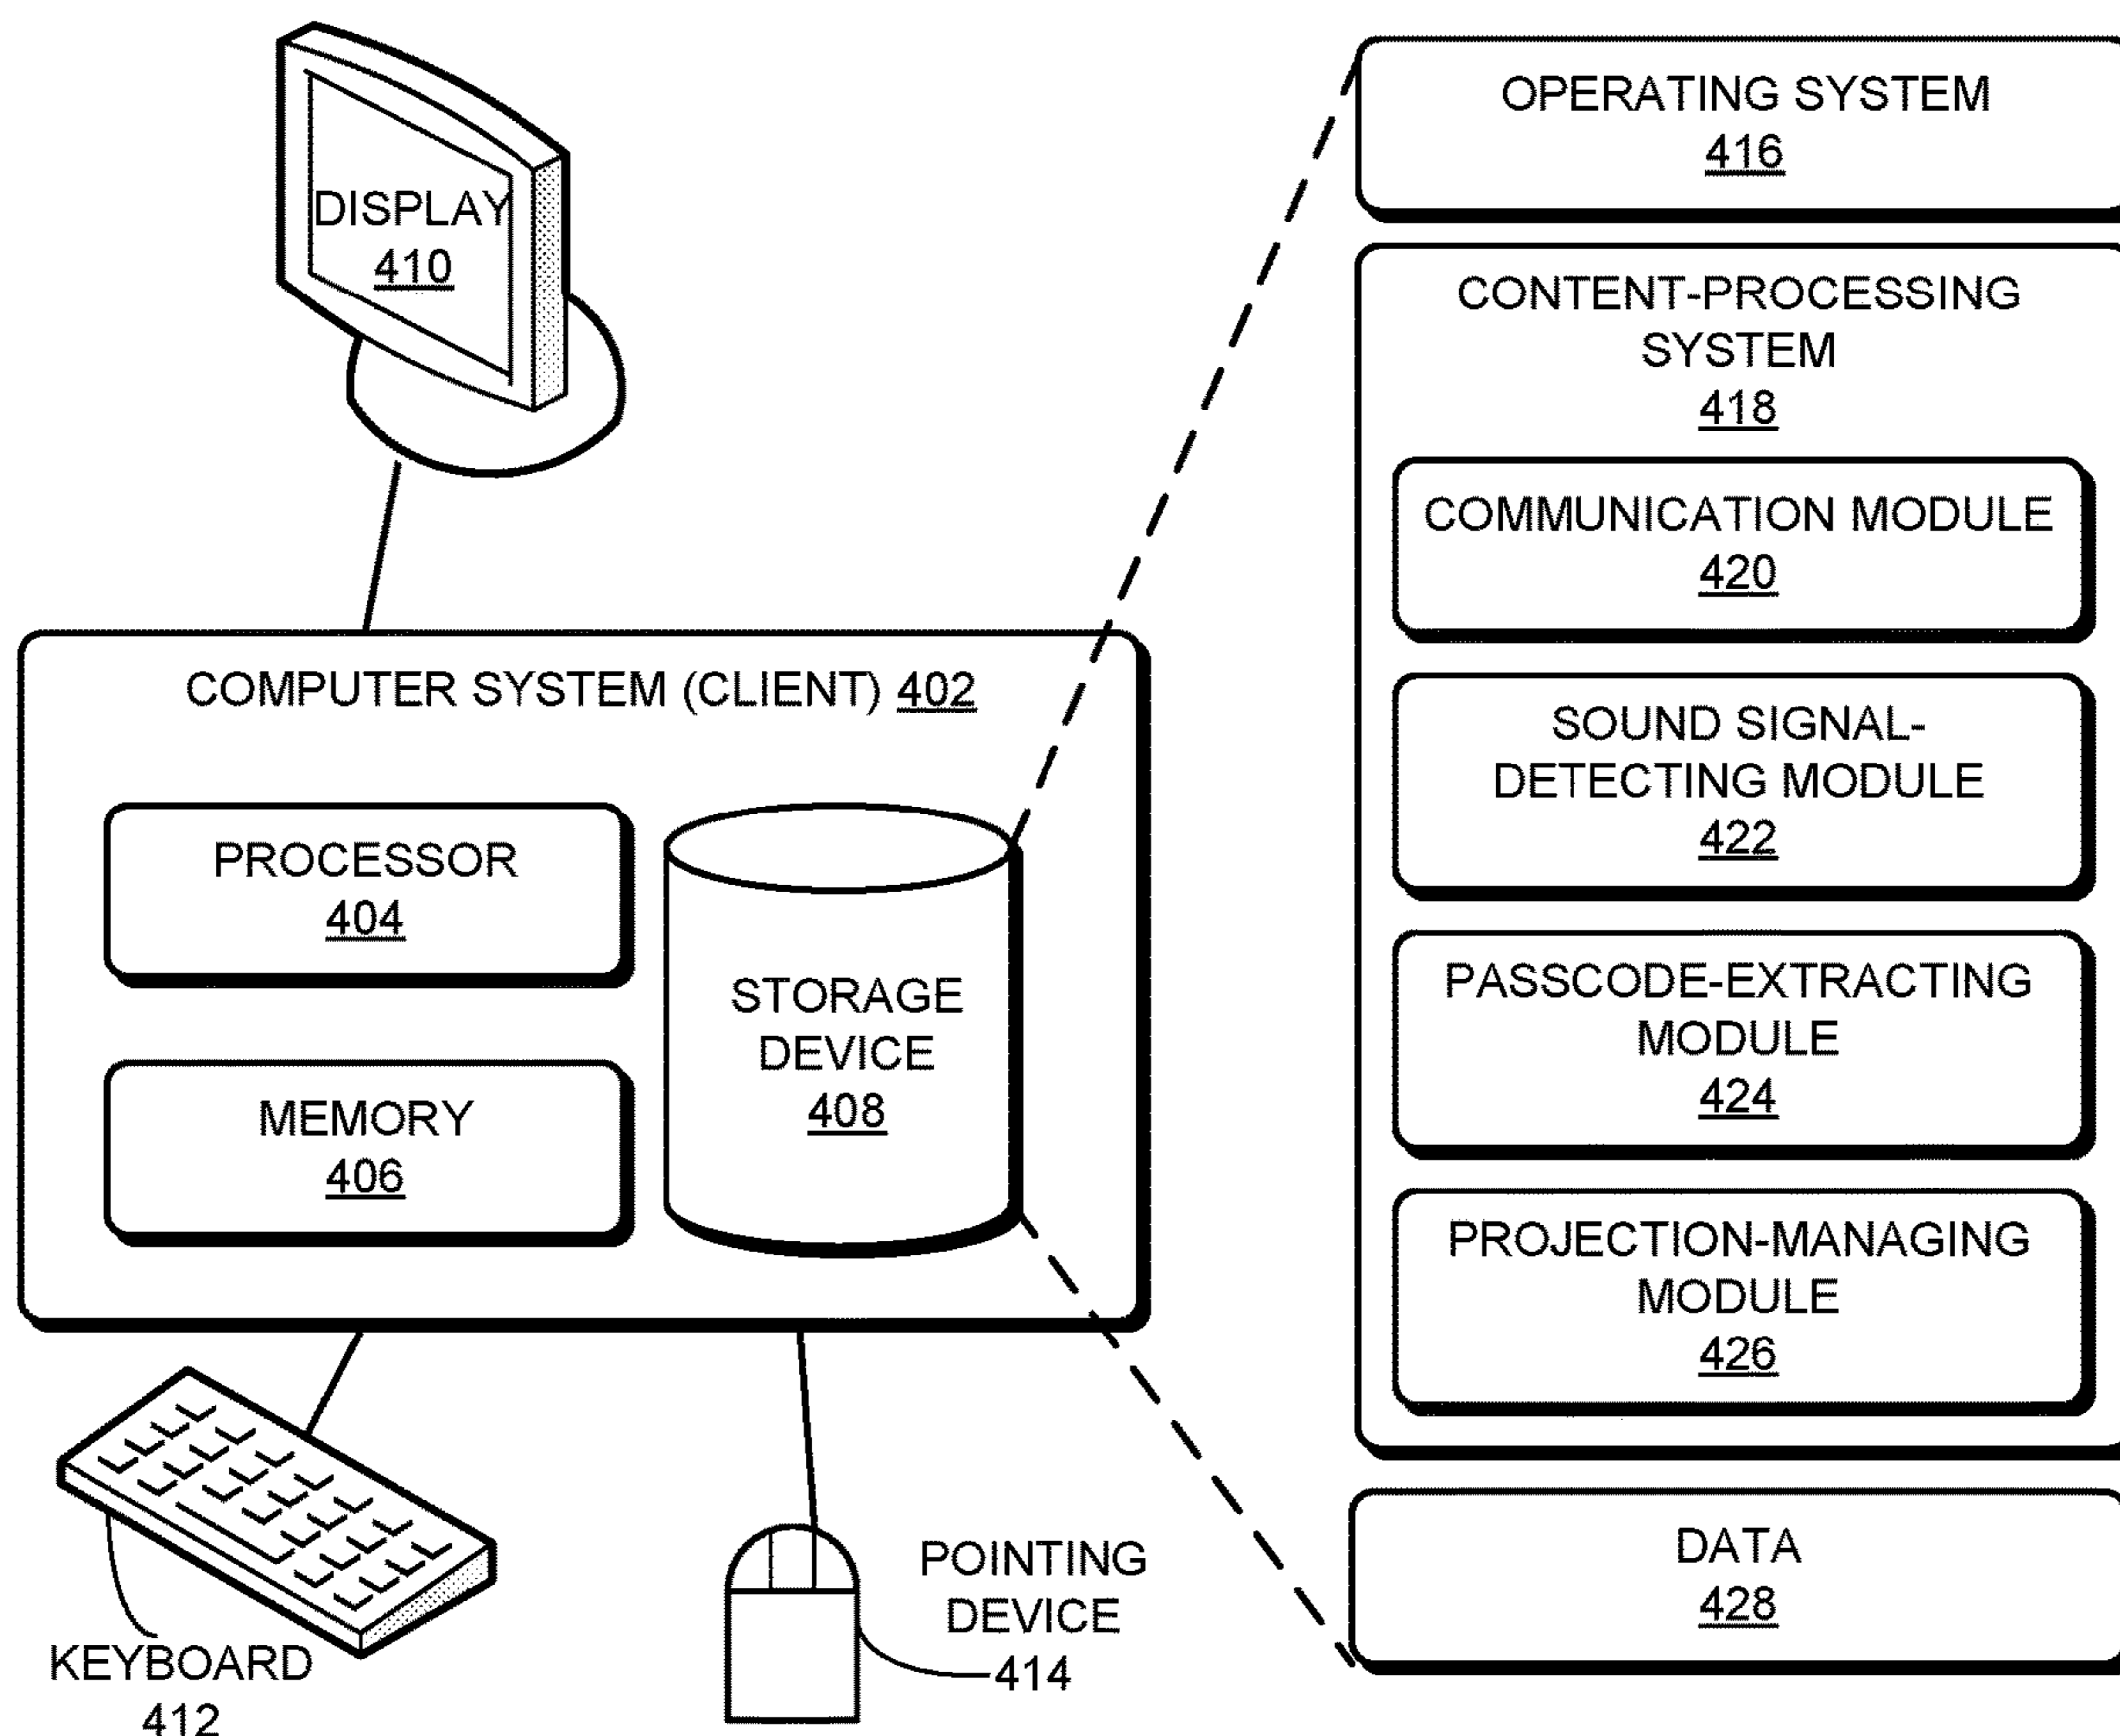 DISPLAY
410
COMPUTER SYSTEM (CLIENT) 402
PROCESSOR
404
MEMORY
406
STORAGE
DEVICE
408
KEYBOARD
412
POINTING
DEVICE
414
OPERATING SYSTEM
416
CONTENT-PROCESSING
SYSTEM
418
COMMUNICATION MODULE
420
SOUND SIGNAL-
DETECTING MODULE
422
PASSCODE-EXTRACTING
MODULE
424
PROJECTION-MANAGING
MODULE
426
DATA
428